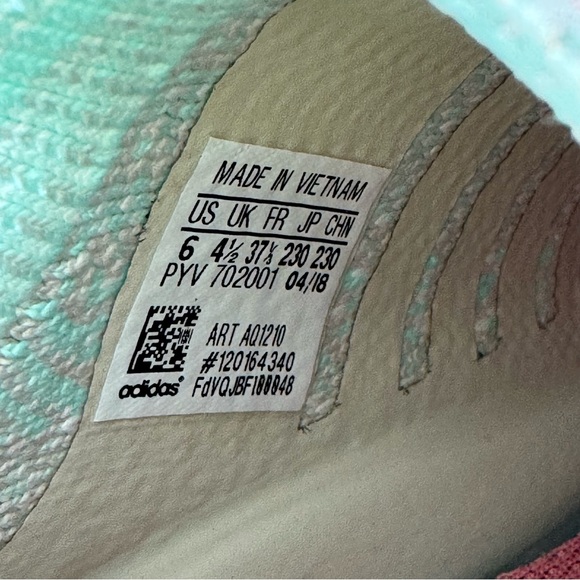 MADE IN VIETNAM
US UK FR JP CHN
6 4½ 37⅓ 230 230
PYV 702001 04/18
ART AQ1210
#120164340
adidas®